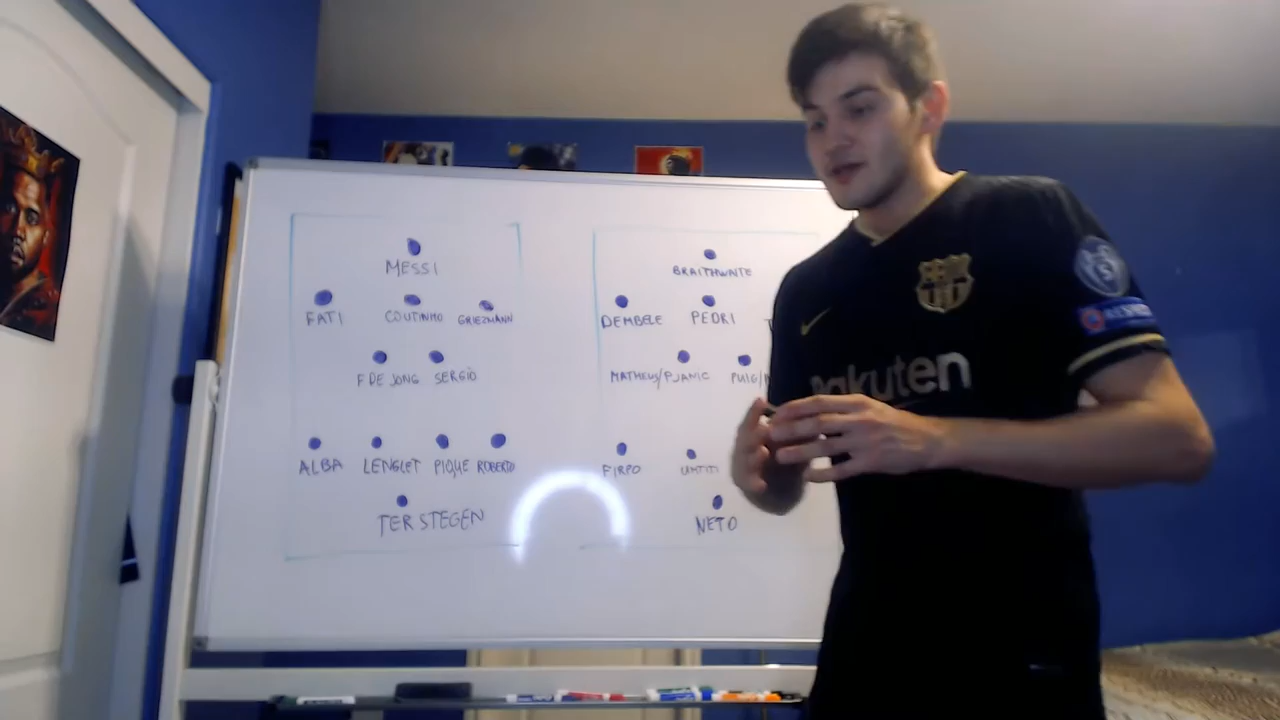 MESSI
FATI COUTINHO GRIEZMANN
F DE JONG SERGIO
ALBA LENGLET PIQUE ROBERTO
TER STEGEN
BRAITHWAITE
DEMBELE PEDRI
MATHEUS/PJANIC PUIG/
FIRPO UMTITI
NETO
Rakuten